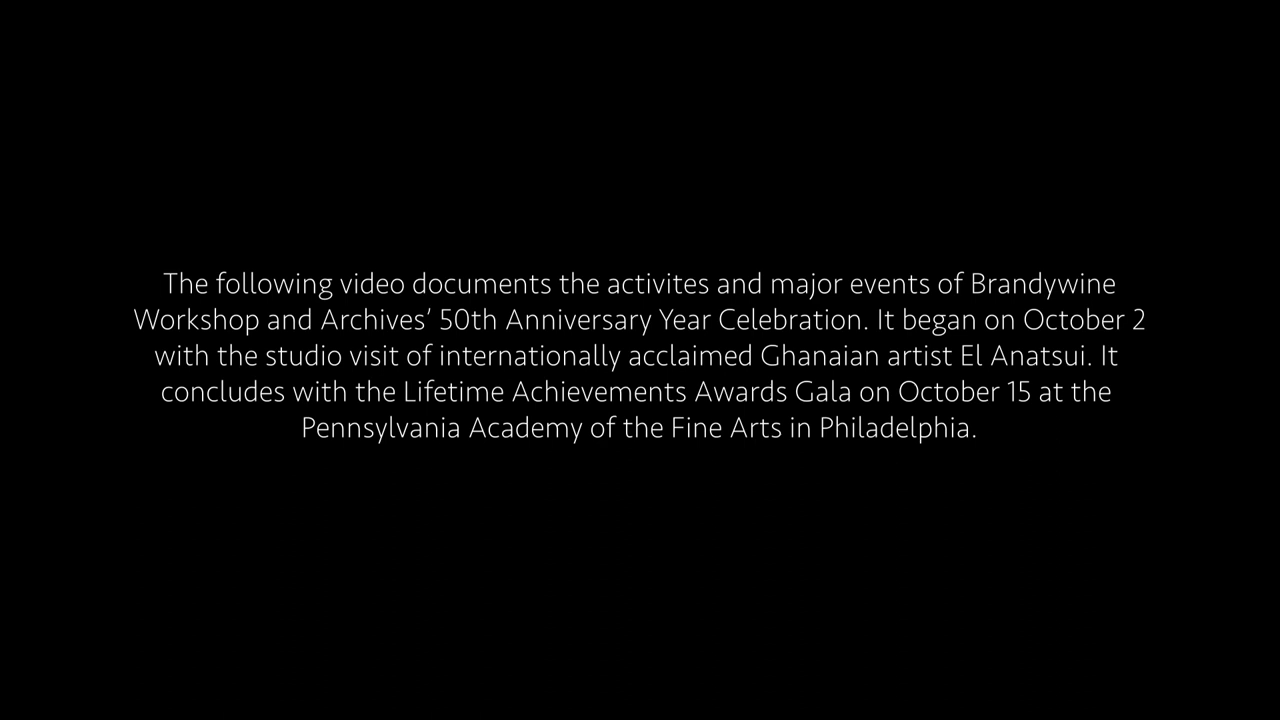 The following video documents the activites and major events of Brandywine
Workshop and Archives’ 50th Anniversary Year Celebration. It began on October 2
with the studio visit of internationally acclaimed Ghanaian artist El Anatsui. It
concludes with the Lifetime Achievements Awards Gala on October 15 at the
Pennsylvania Academy of the Fine Arts in Philadelphia.